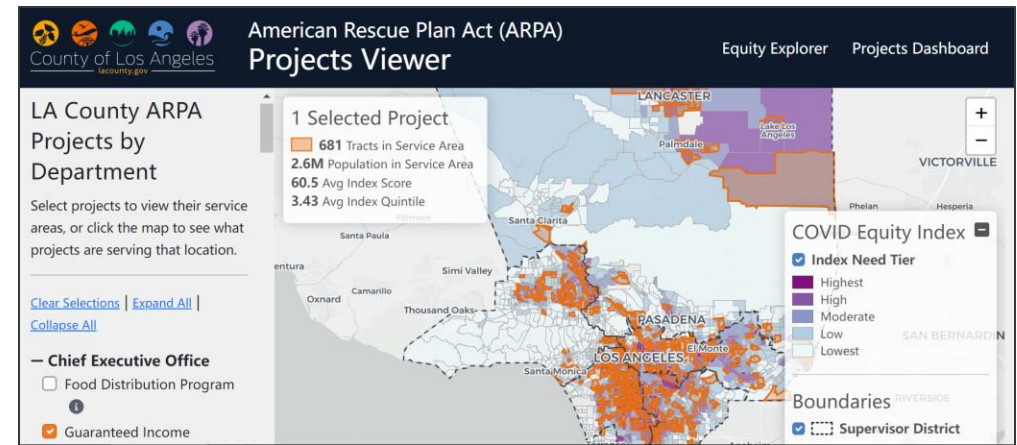 County of Los Angeles
lacounty.gov
American Rescue Plan Act (ARPA)
Projects Viewer
Equity Explorer
Projects Dashboard
LA County ARPA
Projects by
Department
Select projects to view their service
areas, or click the map to see what
projects are serving that location.
Clear Selections | Expand All |
Collapse All
— Chief Executive Office
Food Distribution Program
Guaranteed Income
1 Selected Project
681 Tracts in Service Area
2.6M Population in Service Area
60.5 Avg Index Score
3.43 Avg Index Quintile
LANCASTER
Lake Los
Angeles
Palmdale
VICTORVILLE
Phelan
Hesperia
Fillmore
Santa Paula
Santa Clarita
entura
Simi Valley
Camarillo
Oxnard
Thousand Oaks
PASADENA
El Monte
LOS ANGELES
Santa Monica
SAN BERNARDIN
RIVERSIDE
+
−
COVID Equity Index
Index Need Tier
Highest
High
Moderate
Low
Lowest
Boundaries
Supervisor District